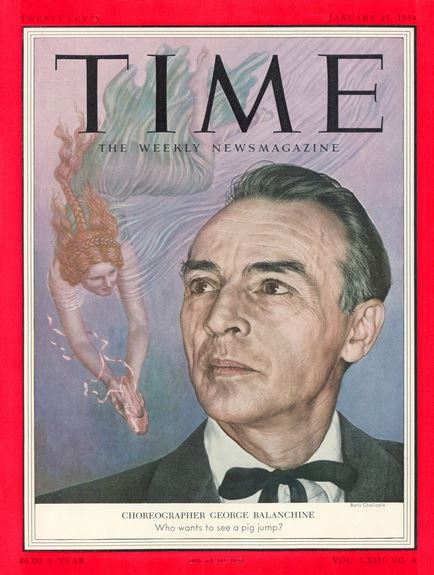 TWENTY CENTS
JANUARY 25, 1954
TIME
THE WEEKLY NEWSMAGAZINE
Boris Chaliapin
CHOREOGRAPHER GEORGE BALANCHINE
Who wants to see a pig jump?
$6.00 A YEAR
VOL. LXIII NO. 4